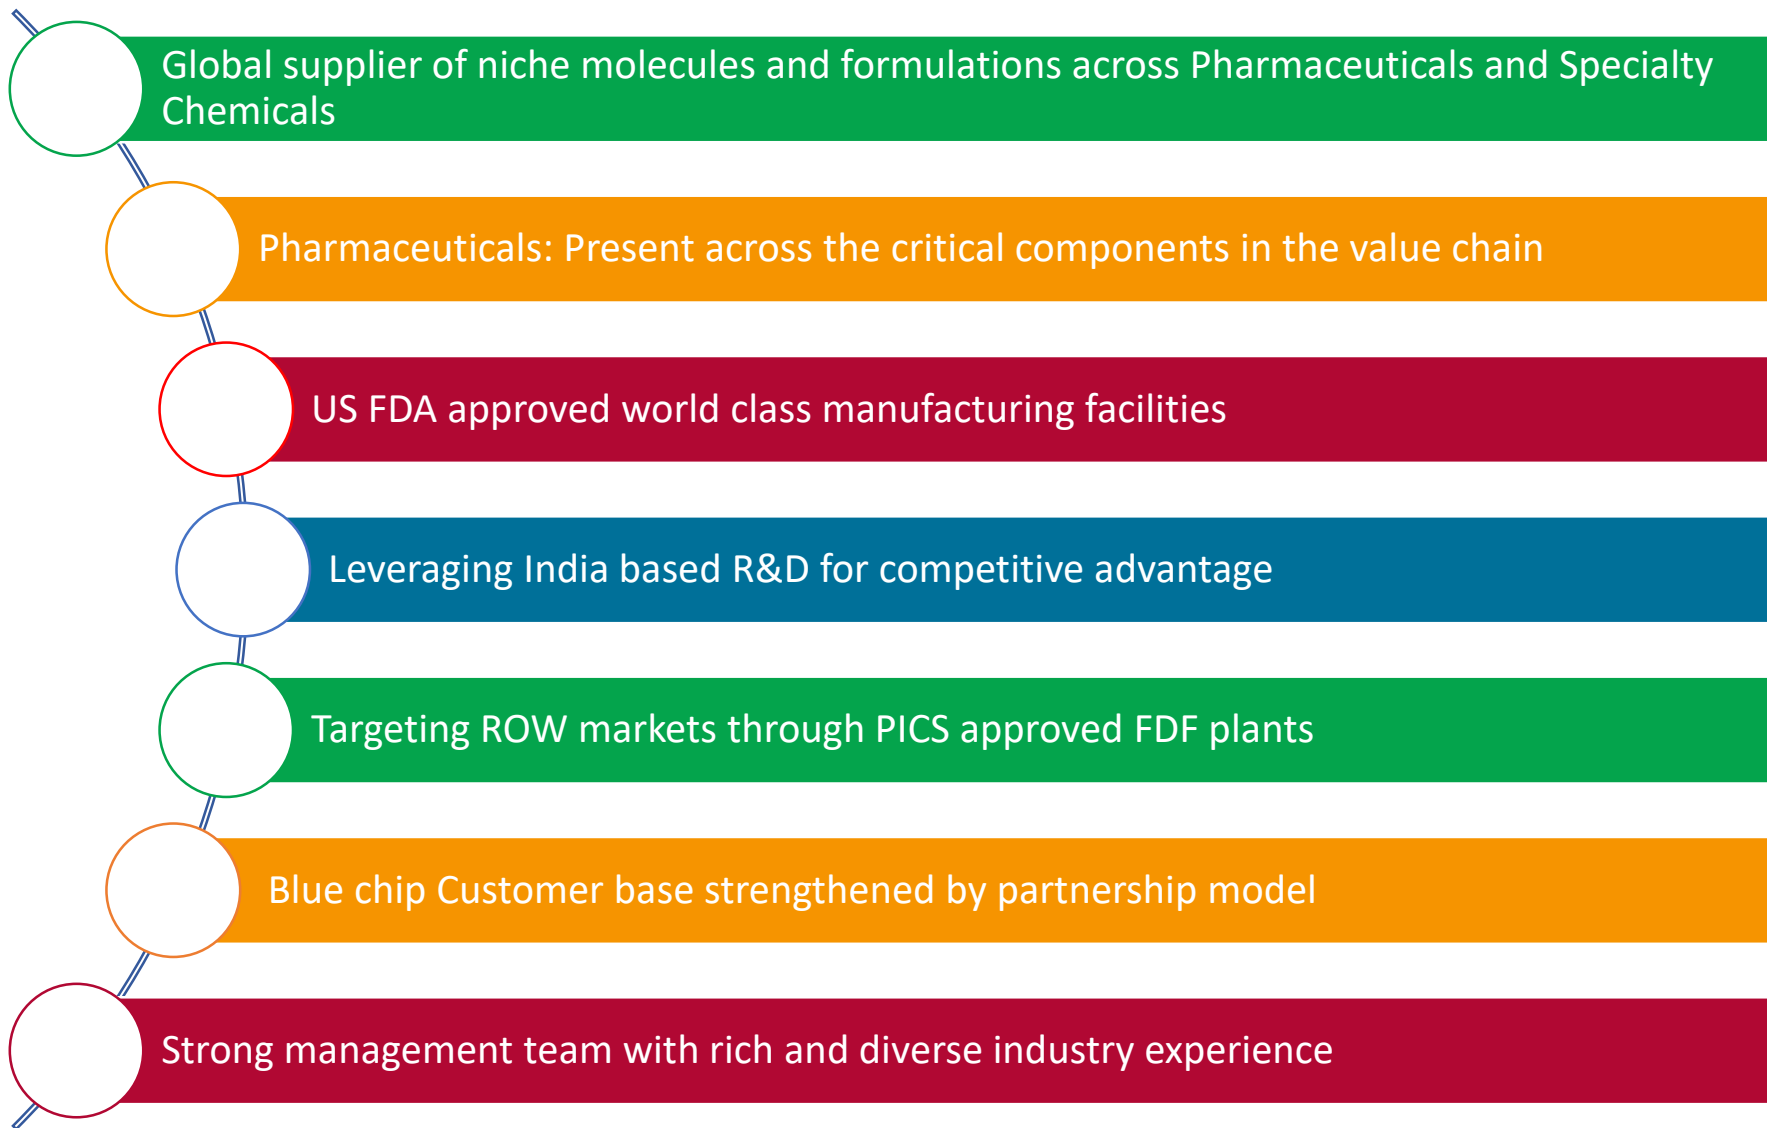 Global supplier of niche molecules and formulations across Pharmaceuticals and Specialty
Chemicals
Pharmaceuticals: Present across the critical components in the value chain
US FDA approved world class manufacturing facilities
Leveraging India based R&D for competitive advantage
Targeting ROW markets through PICS approved FDF plants
Blue chip Customer base strengthened by partnership model
Strong management team with rich and diverse industry experience